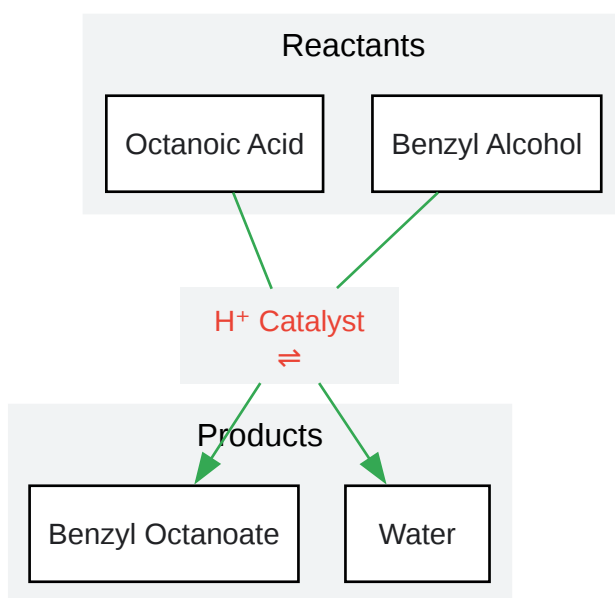 Reactants
Octanoic Acid
Benzyl Alcohol
H⁺ Catalyst
⇌
Products
Benzyl Octanoate
Water